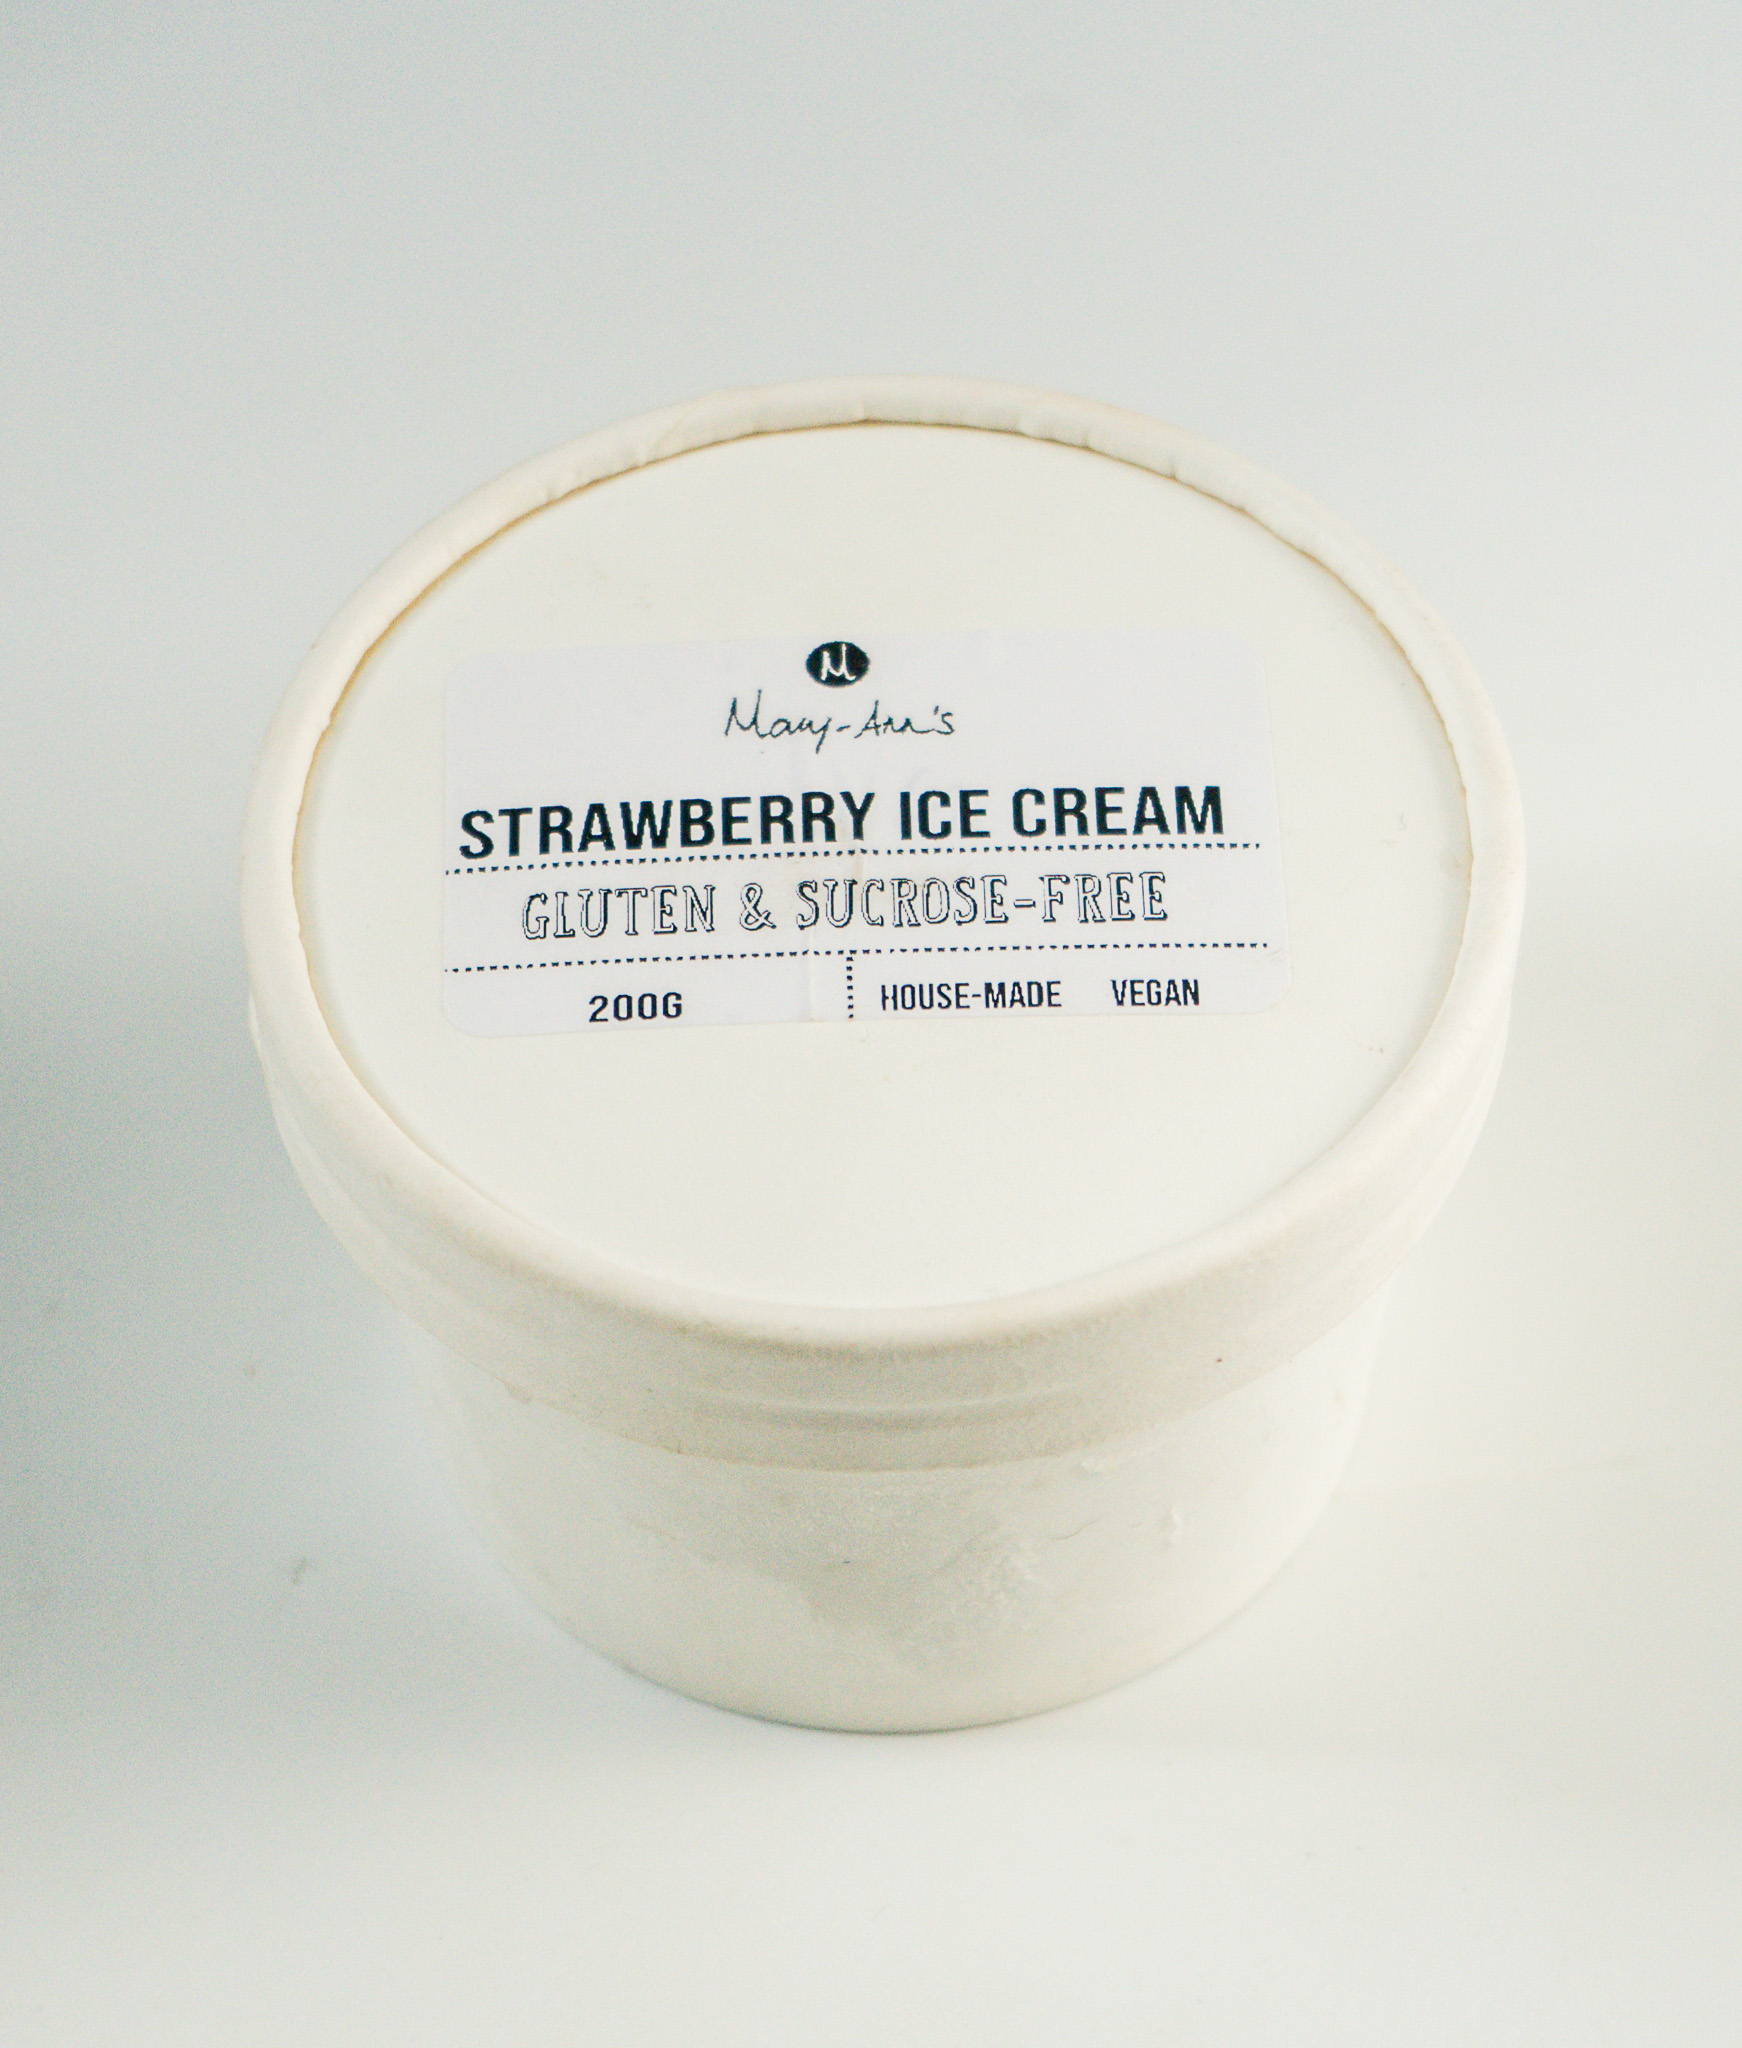 M
Mary-Ann's
STRAWBERRY ICE CREAM
GLUTEN & SUCROSE-FREE
200G HOUSE-MADE VEGAN